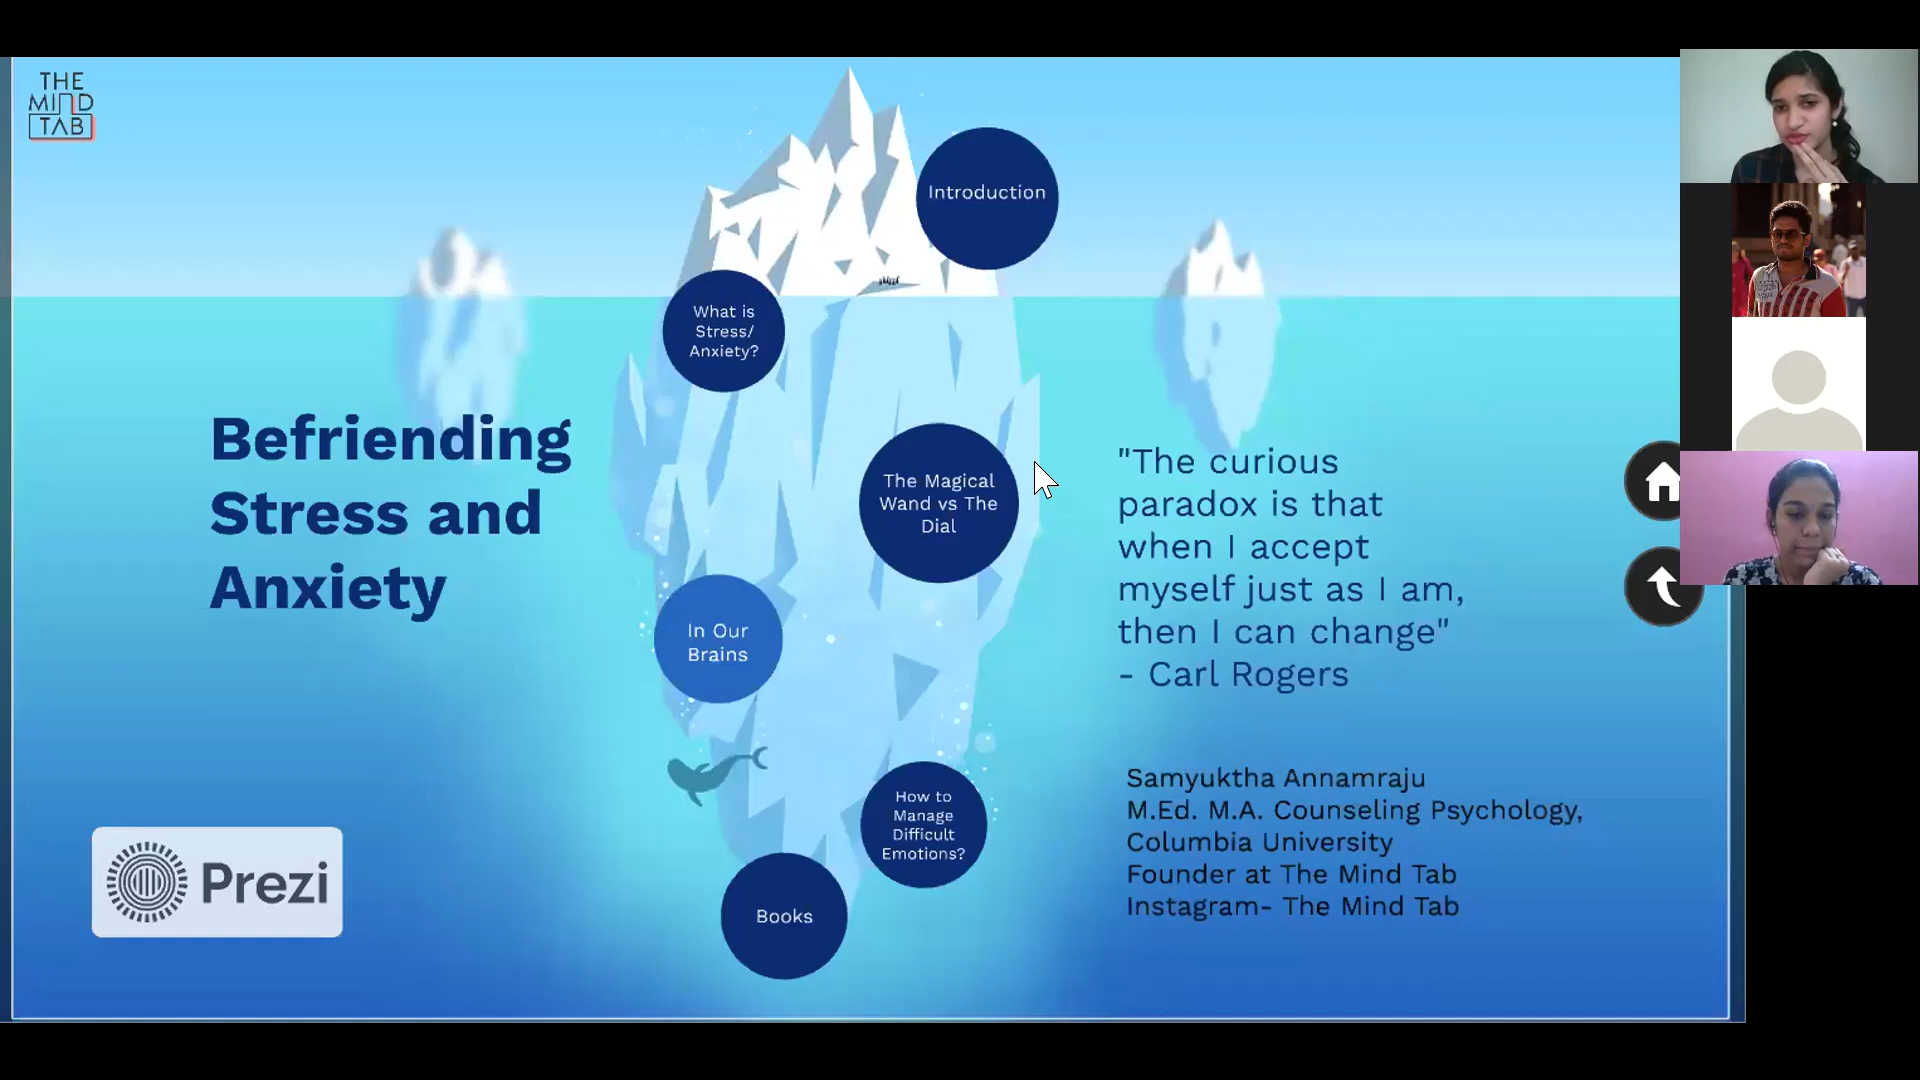 THE
MIND
TAB
Introduction
What is
Stress/
Anxiety?
Befriending
Stress and
Anxiety
The Magical
Wand vs The
Dial
"The curious
paradox is that
when I accept
myself just as I am,
then I can change"
- Carl Rogers
In Our
Brains
How to
Manage
Difficult
Emotions?
Samyuktha Annamraju
M.Ed. M.A. Counseling Psychology,
Columbia University
Founder at The Mind Tab
Instagram- The Mind Tab
Prezi
Books